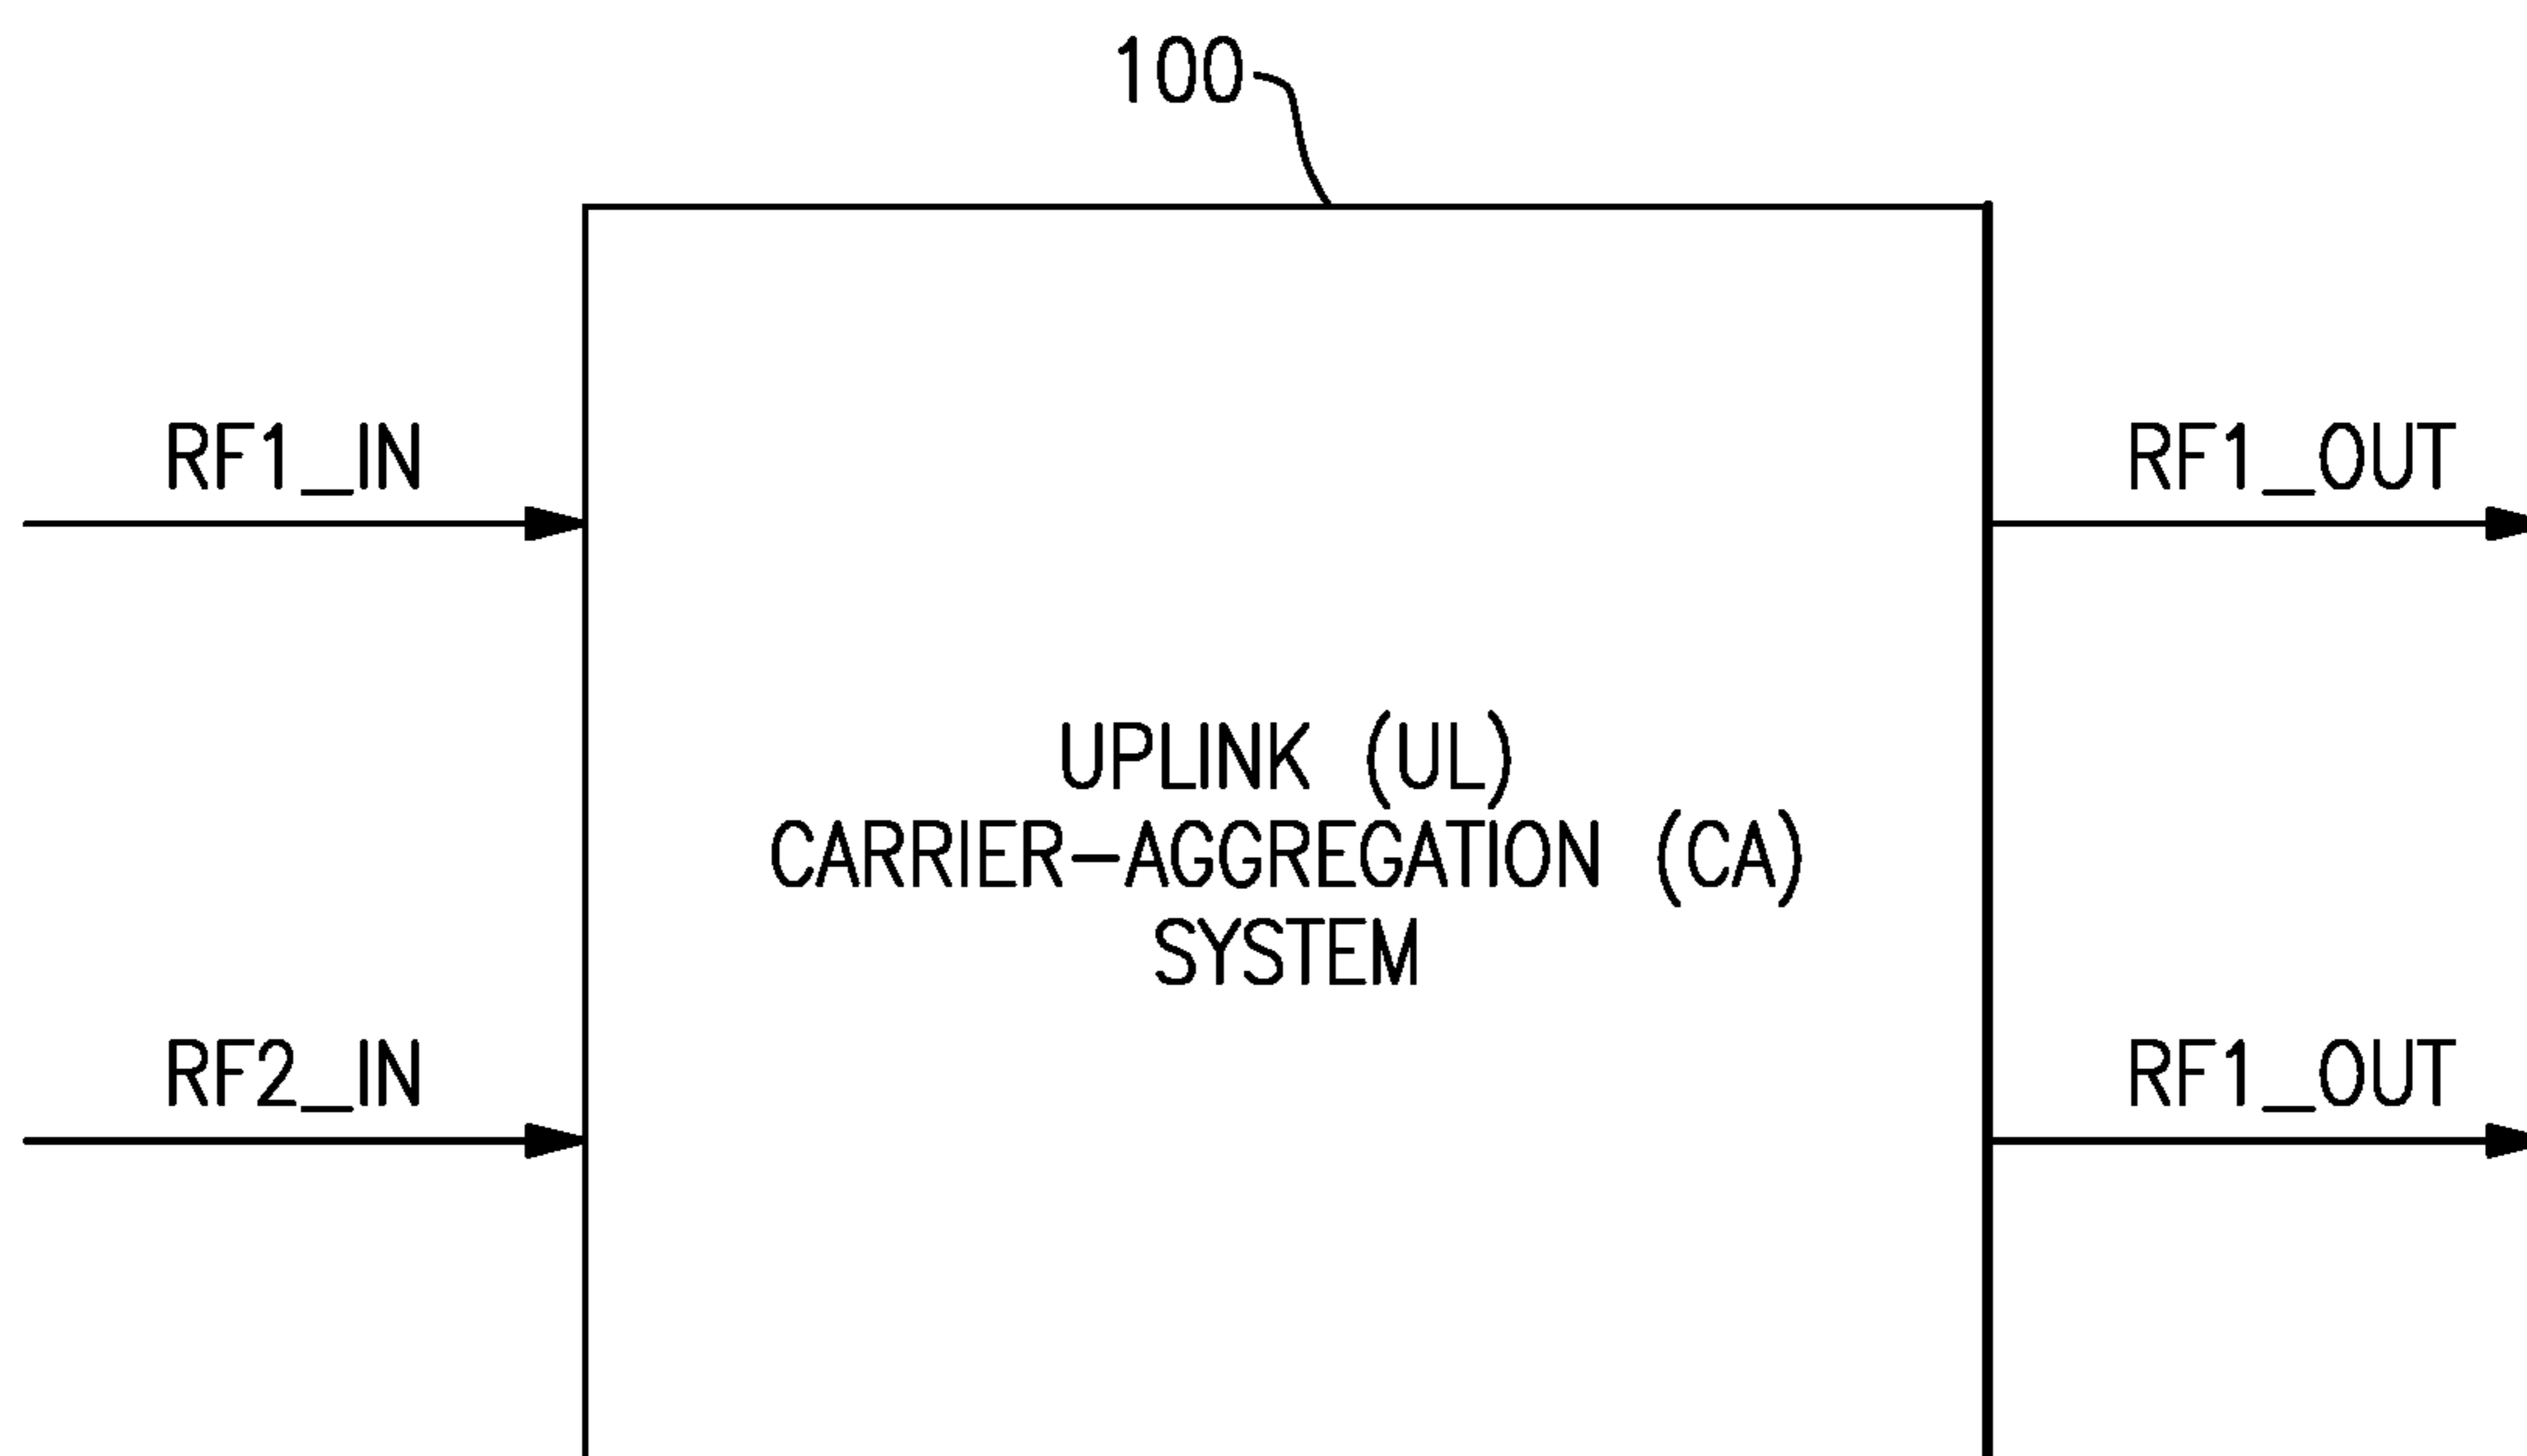 100
RF1_IN
RF1_OUT
UPLINK (UL)
CARRIER-AGGREGATION (CA)
SYSTEM
RF2_IN
RF1_OUT